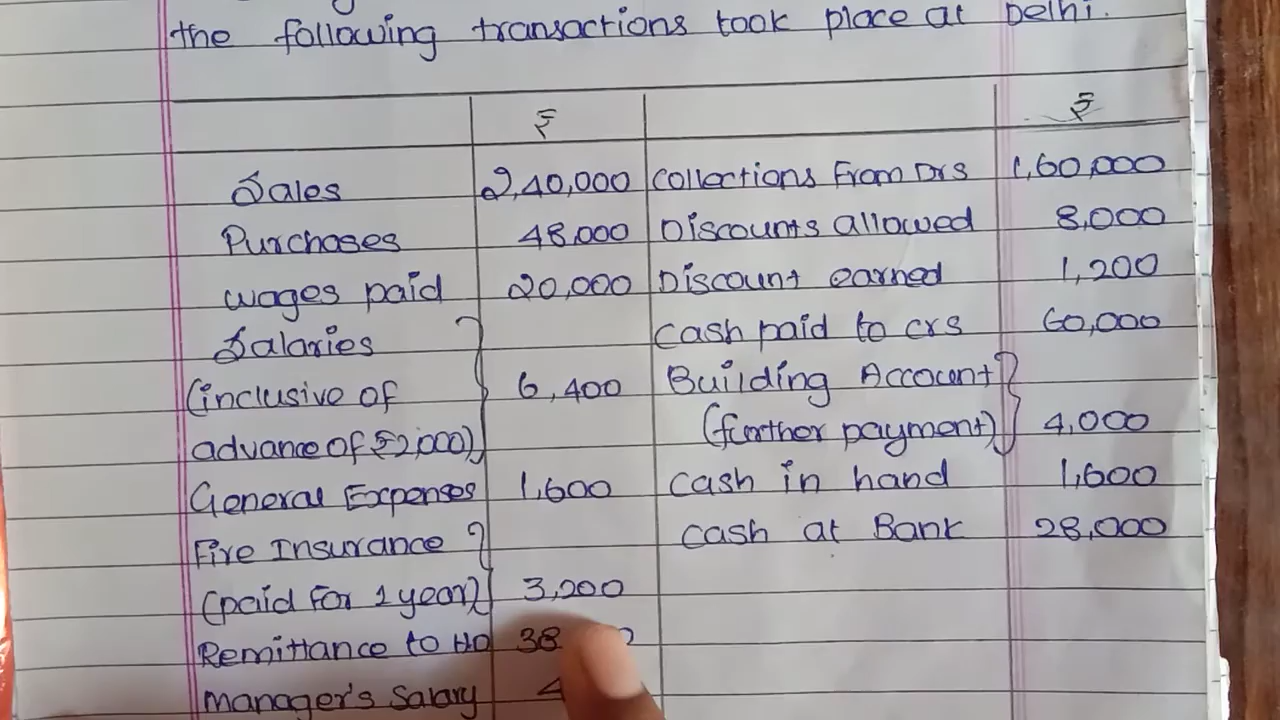 the following transactions took place at Delhi.
₹ ₹
Sales 2,40,000 Collections From Drs 1,60,000
Purchases 48,000 Discounts allowed 8,000
wages paid 20,000 Discount earned 1,200
Salaries Cash paid to crs 60,000
(inclusive of 6,400 Building Account
advance of ₹2,000) (further payment) 4,000
General Expenses 1,600 Cash in hand 1,600
Fire Insurance Cash at Bank 28,000
(paid For 1 year) 3,200
Remittance to HO
Manager's Salary